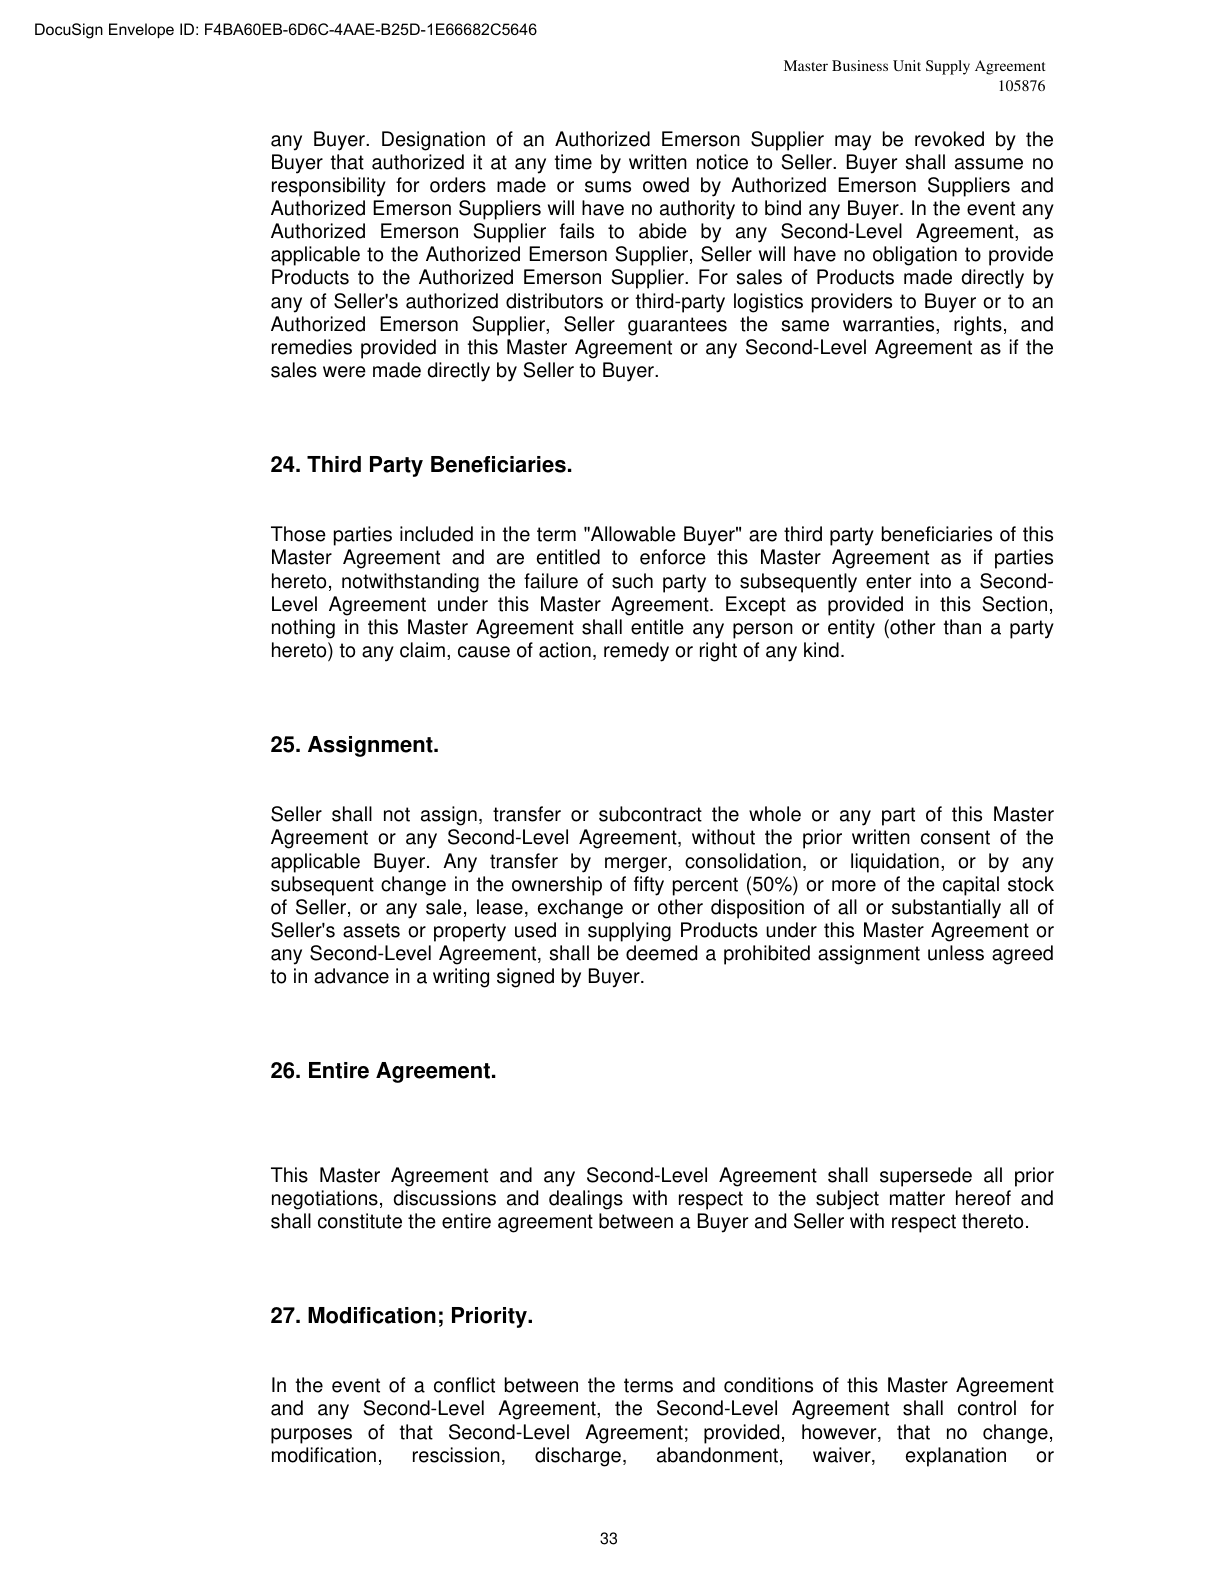 DocuSign Envelope ID: F4BA60EB-6D6C-4AAE-B25D-1E66682C5646
Master Business Unit Supply Agreement
105876
any Buyer. Designation of an Authorized Emerson Supplier may be revoked by the
Buyer that authorized it at any time by written notice to Seller. Buyer shall assume no
responsibility for orders made or sums owed by Authorized Emerson Suppliers and
Authorized Emerson Suppliers will have no authority to bind any Buyer. In the event any
Authorized Emerson Supplier fails to abide by any Second-Level Agreement, as
applicable to the Authorized Emerson Supplier, Seller will have no obligation to provide
Products to the Authorized Emerson Supplier. For sales of Products made directly by
any of Seller's authorized distributors or third-party logistics providers to Buyer or to an
Authorized Emerson Supplier, Seller guarantees the same warranties, rights, and
remedies provided in this Master Agreement or any Second-Level Agreement as if the
sales were made directly by Seller to Buyer.
24. Third Party Beneficiaries.
Those parties included in the term "Allowable Buyer" are third party beneficiaries of this
Master Agreement and are entitled to enforce this Master Agreement as if parties
hereto, notwithstanding the failure of such party to subsequently enter into a Second-
Level Agreement under this Master Agreement. Except as provided in this Section,
nothing in this Master Agreement shall entitle any person or entity (other than a party
hereto) to any claim, cause of action, remedy or right of any kind.
25. Assignment.
Seller shall not assign, transfer or subcontract the whole or any part of this Master
Agreement or any Second-Level Agreement, without the prior written consent of the
applicable Buyer. Any transfer by merger, consolidation, or liquidation, or by any
subsequent change in the ownership of fifty percent (50%) or more of the capital stock
of Seller, or any sale, lease, exchange or other disposition of all or substantially all of
Seller's assets or property used in supplying Products under this Master Agreement or
any Second-Level Agreement, shall be deemed a prohibited assignment unless agreed
to in advance in a writing signed by Buyer.
26. Entire Agreement.
This Master Agreement and any Second-Level Agreement shall supersede all prior
negotiations, discussions and dealings with respect to the subject matter hereof and
shall constitute the entire agreement between a Buyer and Seller with respect thereto.
27. Modification; Priority.
In the event of a conflict between the terms and conditions of this Master Agreement
and any Second-Level Agreement, the Second-Level Agreement shall control for
purposes of that Second-Level Agreement; provided, however, that no change,
modification, rescission, discharge, abandonment, waiver, explanation or
33